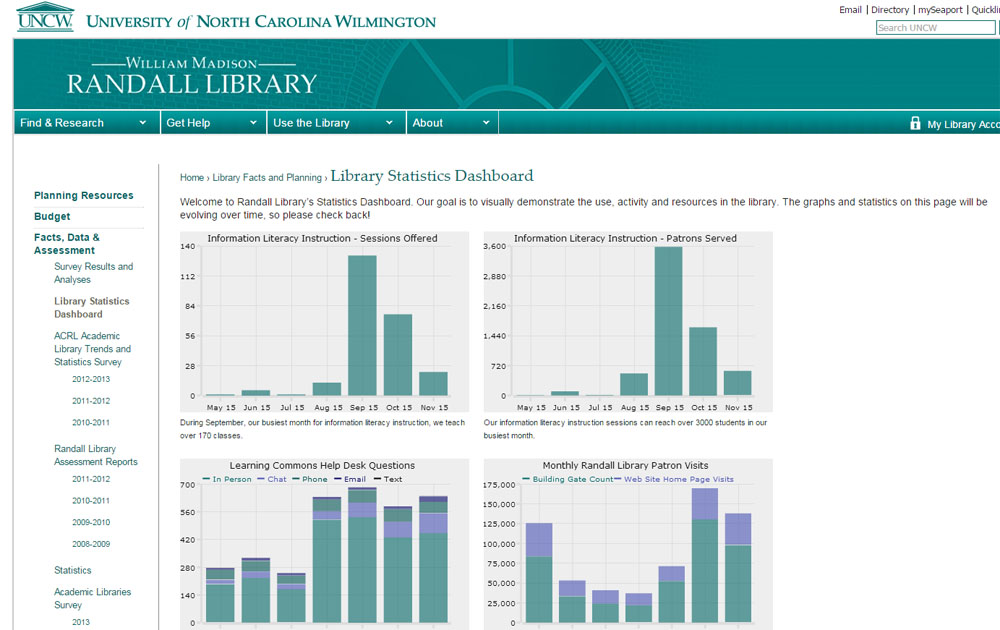 UNCW
UNIVERSITY of NORTH CAROLINA WILMINGTON
Email | Directory | mySeaport |
Search UNCW
WILLIAM MADISON
RANDALL LIBRARY
Find & Research
Get Help
Use the Library
About
My Library
Planning Resources
Budget
Facts, Data &
Assessment
Survey Results and
Analyses
Library Statistics
Dashboard
ACRL Academic
Library Trends and
Statistics Survey
2012-2013
2011-2012
2010-2011
Randall Library
Assessment Reports
2011-2012
2010-2011
2009-2010
2008-2009
Statistics
Academic Libraries
Survey
2013
Home › Library Facts and Planning › Library Statistics Dashboard
Welcome to Randall Library's Statistics Dashboard. Our goal is to visually demonstrate the use, activity and resources in the library. The graphs and statistics on this page will be
evolving over time, so please check back!
Information Literacy Instruction - Sessions Offered
140
112
84
56
28
0
May 15 Jun 15 Jul 15 Aug 15 Sep 15 Oct 15 Nov 15
During September, our busiest month for information literacy instruction, we teach
over 170 classes.
Information Literacy Instruction - Patrons Served
3,600
2,880
2,160
1,440
720
0
May 15 Jun 15 Jul 15 Aug 15 Sep 15 Oct 15 Nov 15
Our information literacy instruction sessions can reach over 3000 students in our
busiest month.
Learning Commons Help Desk Questions
In Person Chat Phone Email Text
700
560
420
280
140
0
Monthly Randall Library Patron Visits
Building Gate Count Web Site Home Page Visits
175,000
150,000
125,000
100,000
75,000
50,000
25,000
0